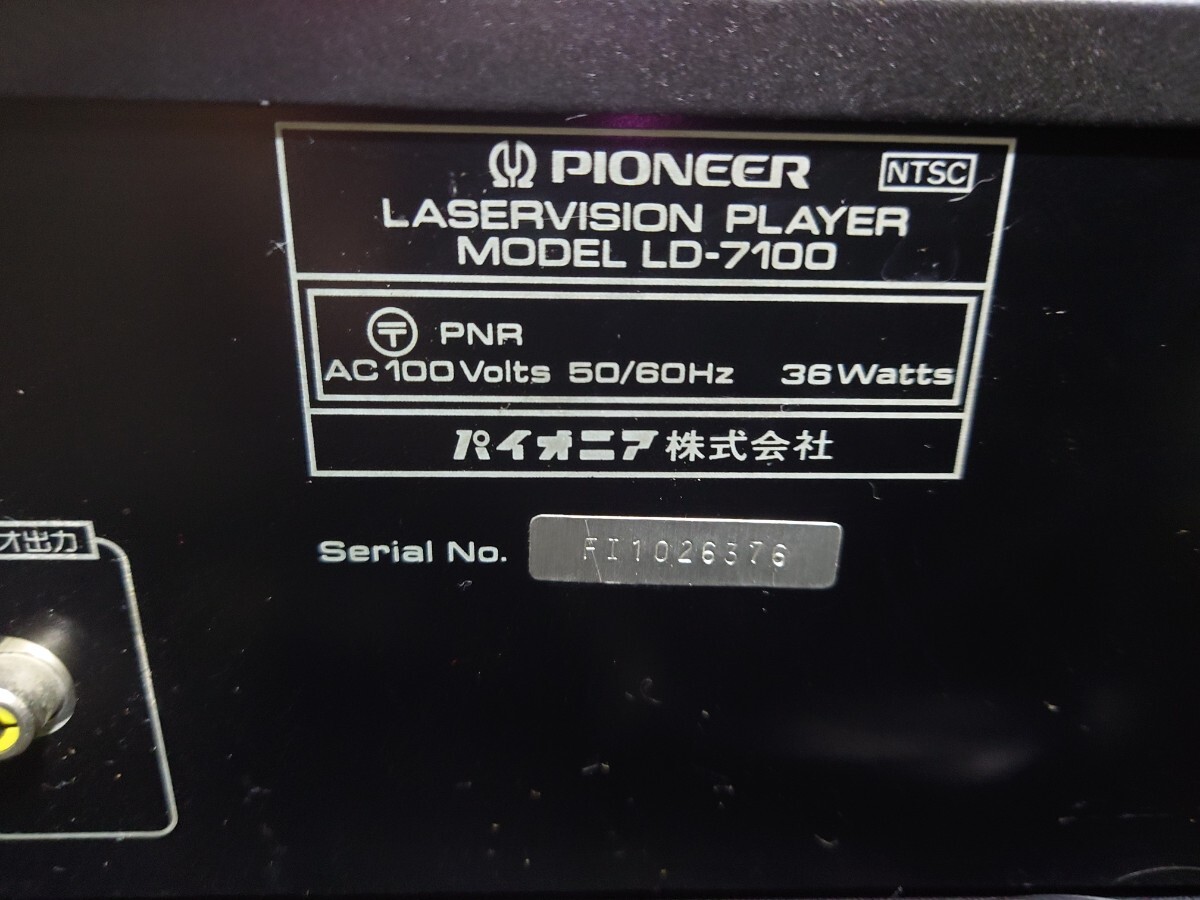 PIONEER NTSC
LASERVISION PLAYER
MODEL LD-7100
〒 PNR
AC 100 Volts 50/60Hz 36 Watts
パイオニア株式会社
オ出力
Serial No. FI1026376